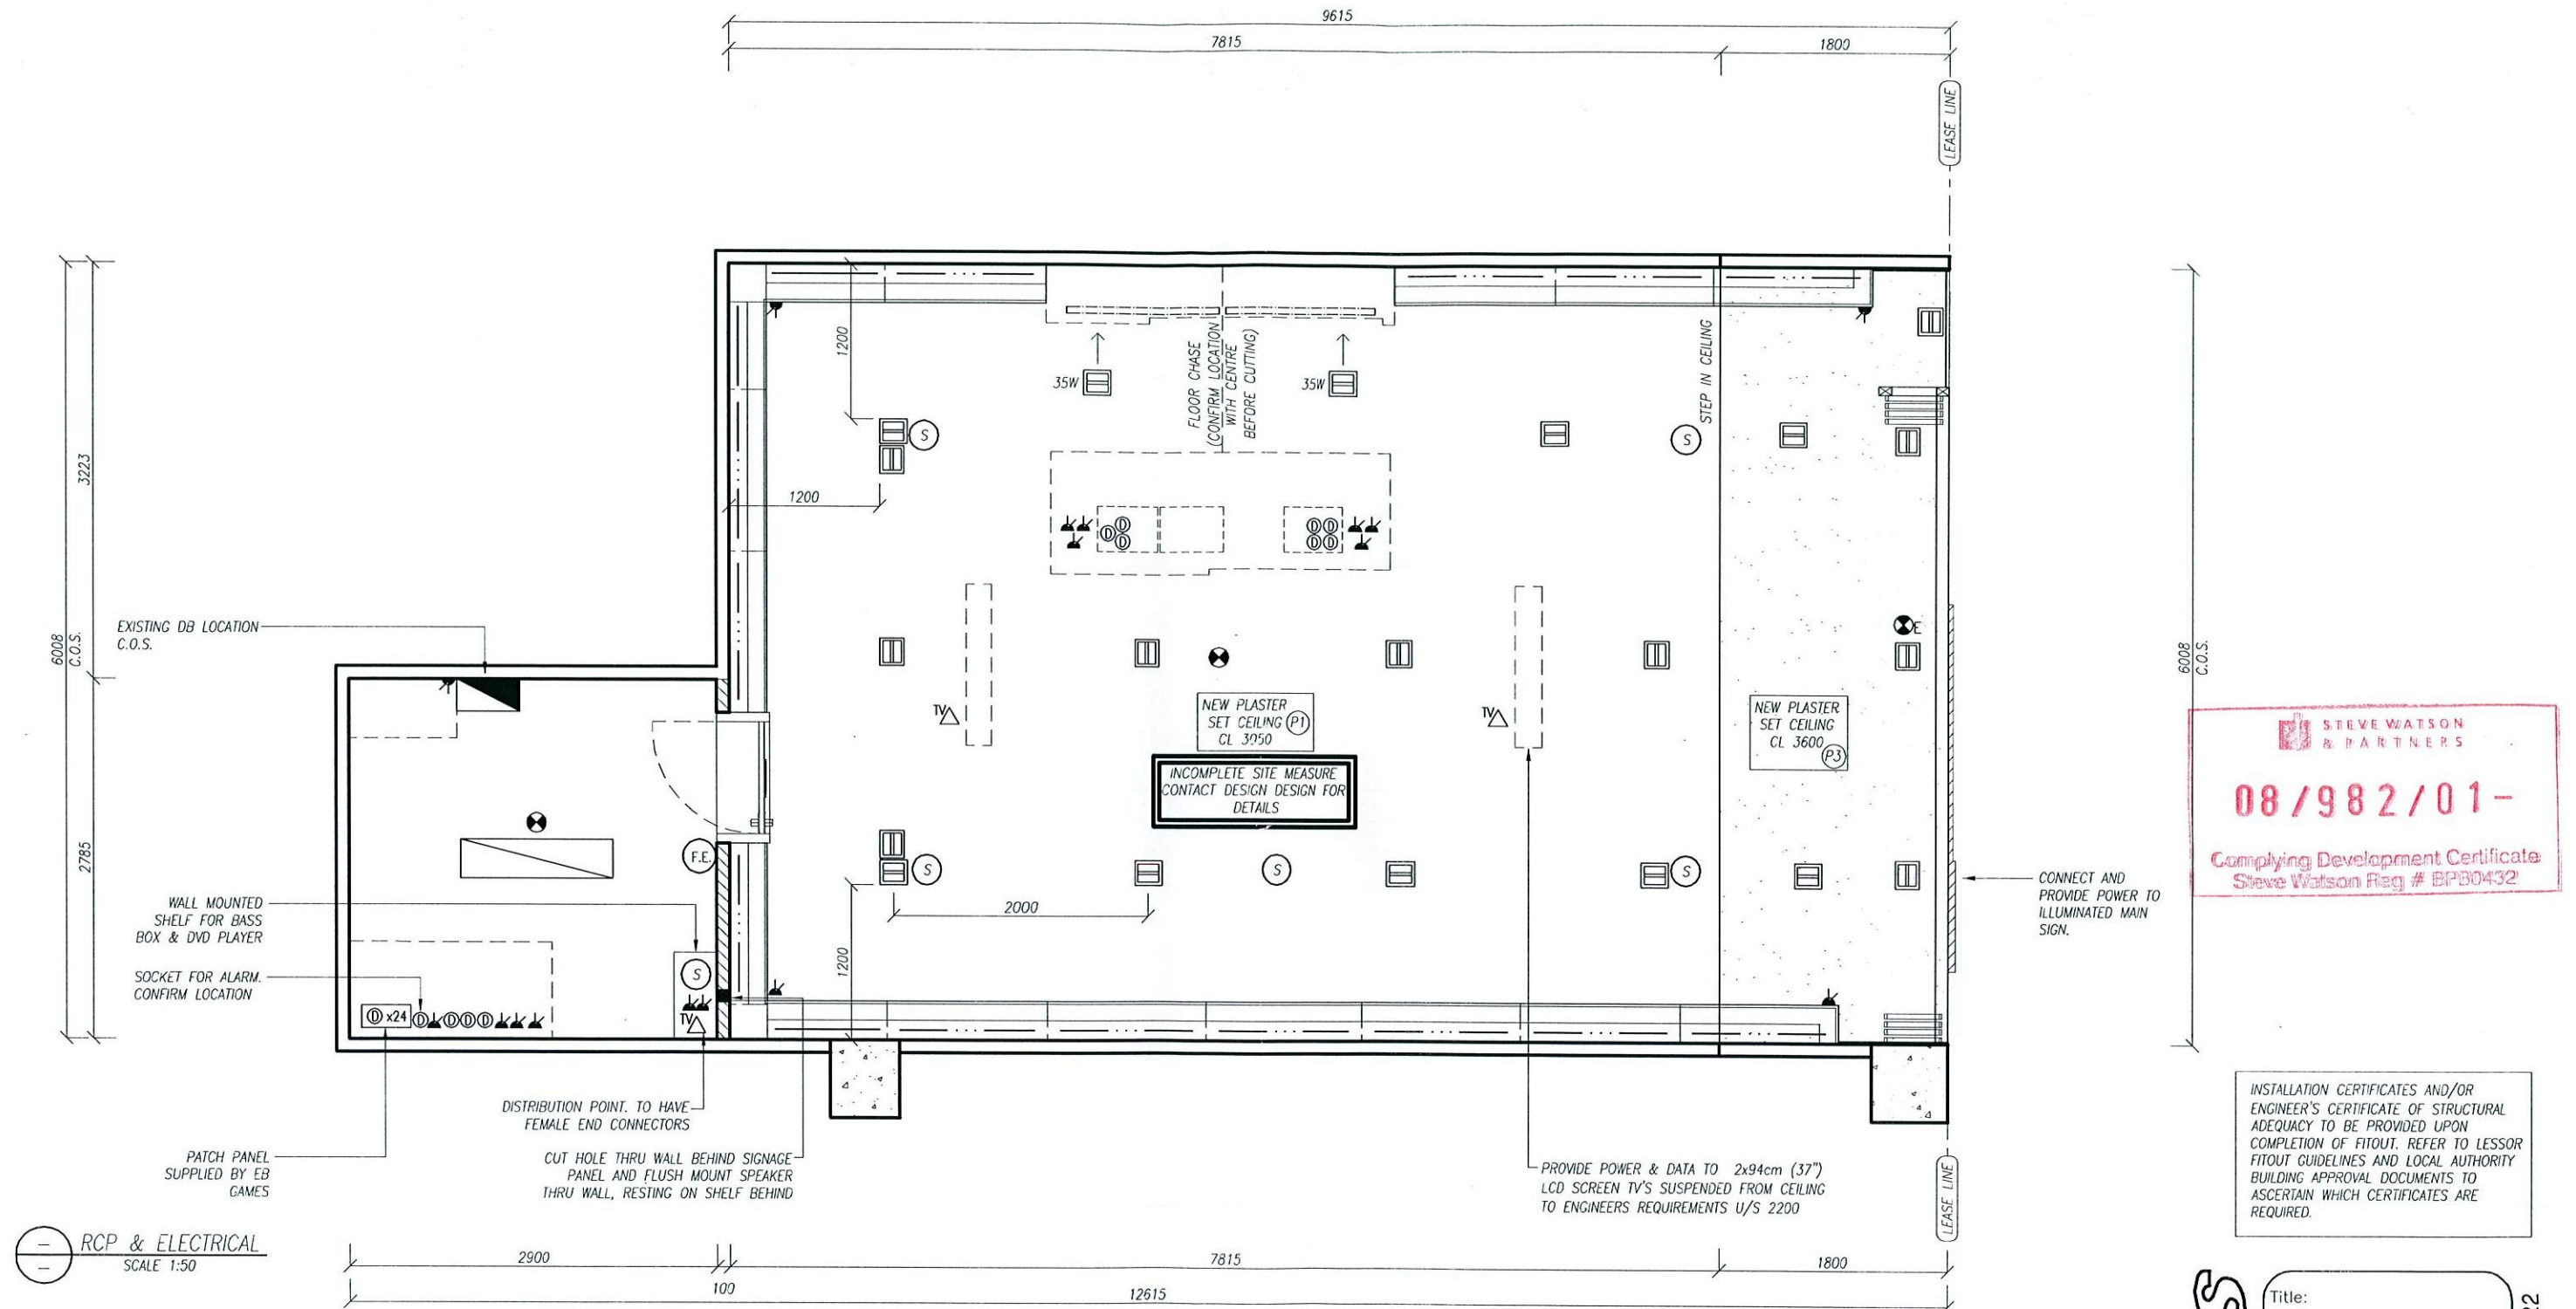 9615
7815
1800
LEASE LINE
1200
35W
35W
FLOOR CHASE
(CONFIRM LOCATION
WITH CENTRE
BEFORE CUTTING)
STEP IN CEILING
S
S
1200
3223
6008
C.O.S.
2785
EXISTING DB LOCATION
C.O.S.
D
D
D
D
D
D
D
E
TV
TV
NEW PLASTER
SET CEILING P1
CL 3050
NEW PLASTER
SET CEILING
CL 3600
P3
INCOMPLETE SITE MEASURE
CONTACT DESIGN DESIGN FOR
DETAILS
6008
C.O.S.
STEVE WATSON
& PARTNERS
08/982/01-
Complying Development Certificate
Steve Watson Reg # BPB0432
F.E.
S
S
S
2000
1200
WALL MOUNTED
SHELF FOR BASS
BOX & DVD PLAYER
SOCKET FOR ALARM.
CONFIRM LOCATION
S
TV
D x24
D
D
D
D
CONNECT AND
PROVIDE POWER TO
ILLUMINATED MAIN
SIGN.
DISTRIBUTION POINT. TO HAVE
FEMALE END CONNECTORS
PATCH PANEL
SUPPLIED BY EB
GAMES
CUT HOLE THRU WALL BEHIND SIGNAGE
PANEL AND FLUSH MOUNT SPEAKER
THRU WALL, RESTING ON SHELF BEHIND
PROVIDE POWER & DATA TO 2x94cm (37")
LCD SCREEN TV'S SUSPENDED FROM CEILING
TO ENGINEERS REQUIREMENTS U/S 2200
LEASE LINE
INSTALLATION CERTIFICATES AND/OR
ENGINEER'S CERTIFICATE OF STRUCTURAL
ADEQUACY TO BE PROVIDED UPON
COMPLETION OF FITOUT. REFER TO LESSOR
FITOUT GUIDELINES AND LOCAL AUTHORITY
BUILDING APPROVAL DOCUMENTS TO
ASCERTAIN WHICH CERTIFICATES ARE
REQUIRED.
RCP & ELECTRICAL
SCALE 1:50
2900
100
7815
1800
12615
S
Title:
22